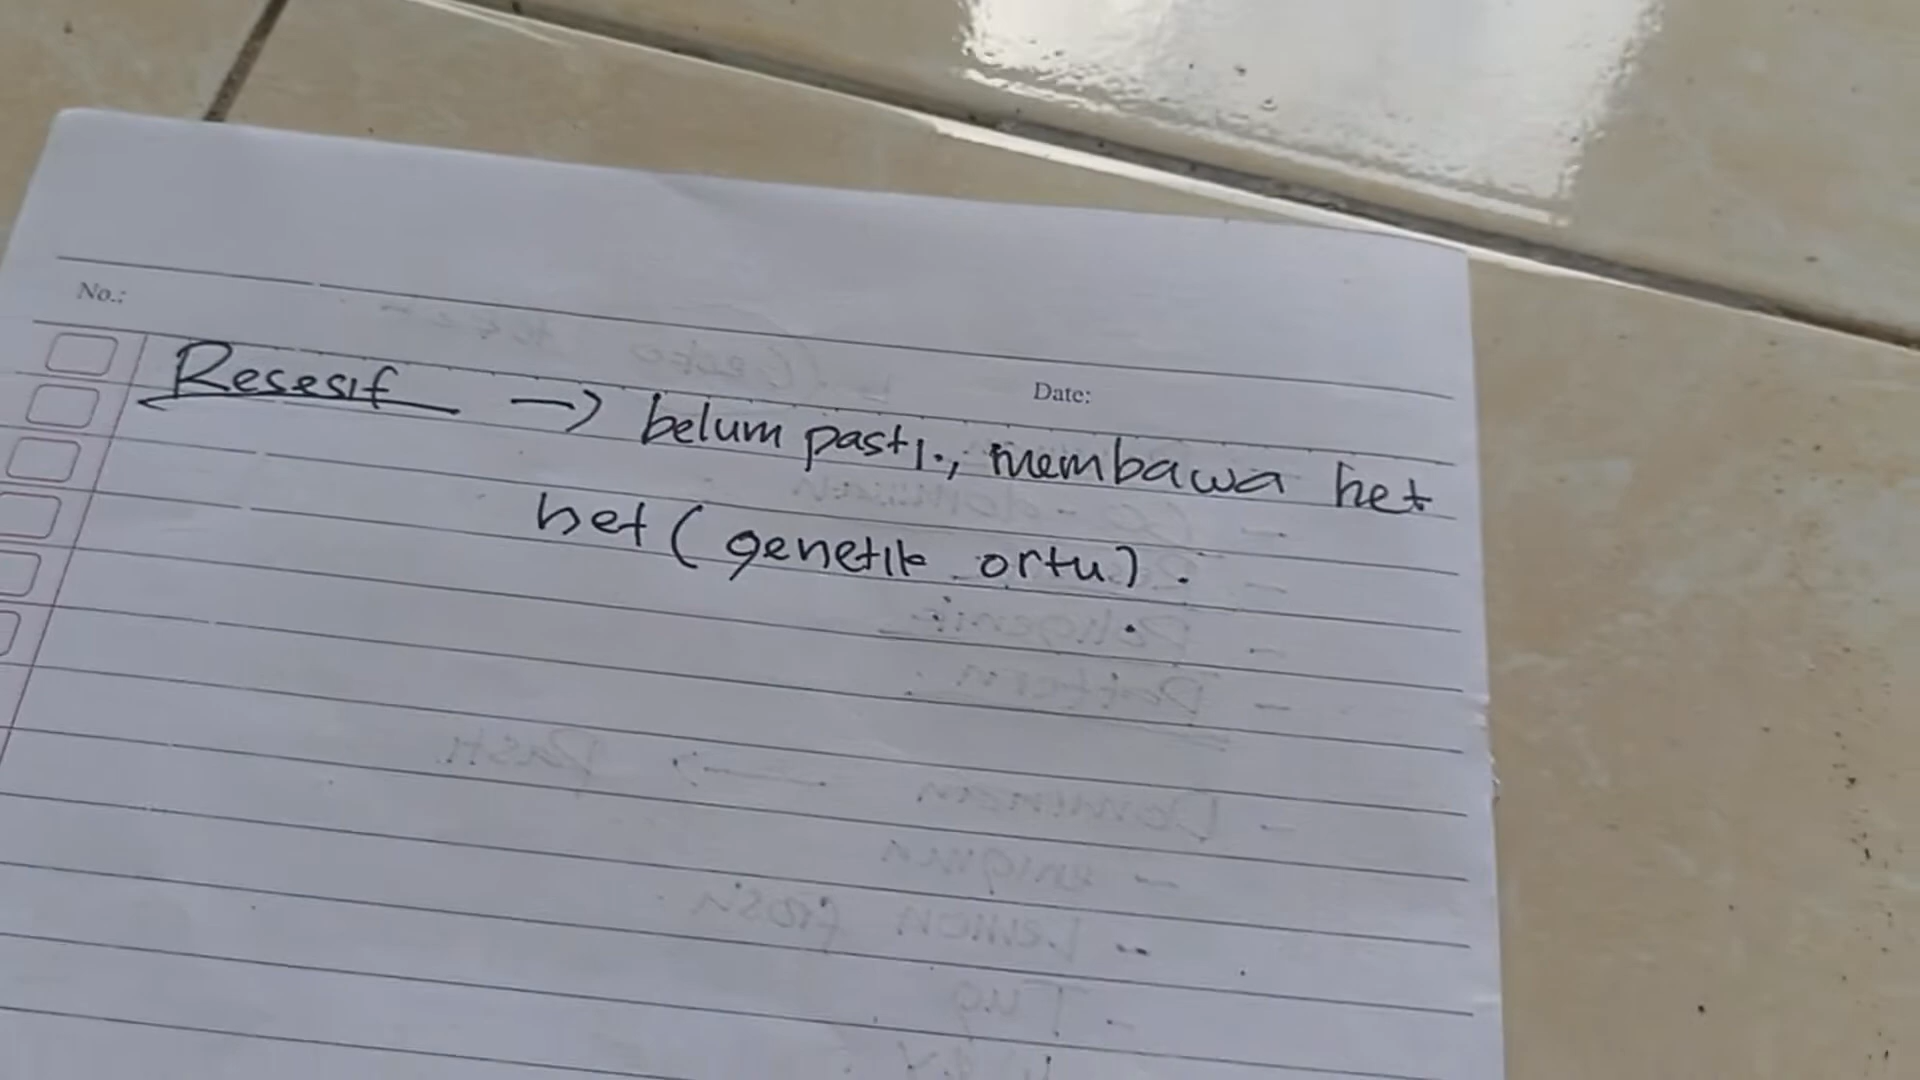 No.:
Date:
Resesif -> belum pasti., membawa het
het (genetik ortu).